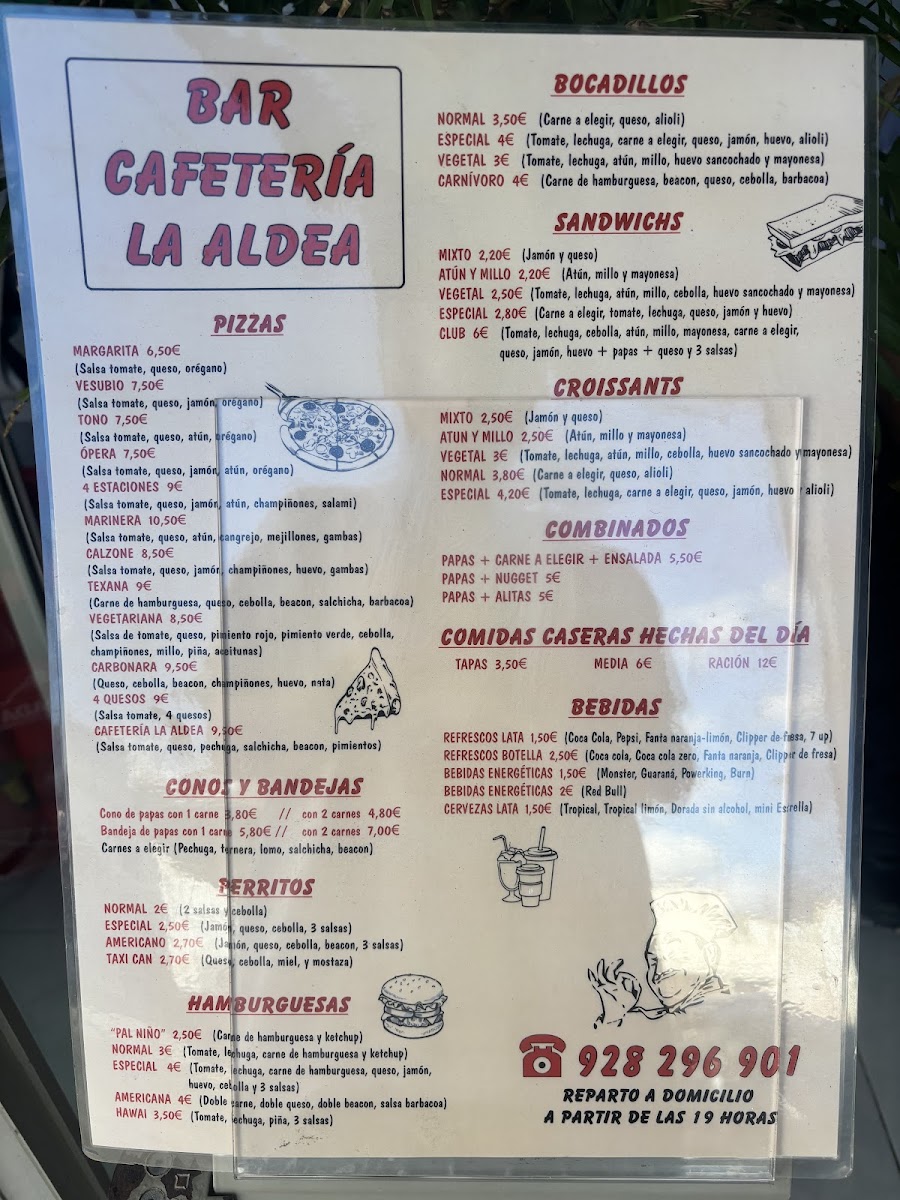 BAR
CAFETERÍA
LA ALDEA
PIZZAS
MARGARITA 6,50€
(Salsa tomate, queso, orégano)
VESUBIO 7,50€
(Salsa tomate, queso, jamón, orégano)
TONO 7,50€
(Salsa tomate, queso, atún, orégano)
ÓPERA 7,50€
(Salsa tomate, queso, jamón, atún, orégano)
4 ESTACIONES 9€
(Salsa tomate, queso, jamón, atún, champiñones, salami)
MARINERA 10,50€
(Salsa tomate, queso, atún, cangrejo, mejillones, gambas)
CALZONE 8,50€
(Salsa tomate, queso, jamón, champiñones, huevo, gambas)
TEXANA 9€
(Carne de hamburguesa, queso, cebolla, beacon, salchicha, barbacoa)
VEGETARIANA 8,50€
(Salsa de tomate, queso, pimiento rojo, pimiento verde, cebolla,
champiñones, millo, piña, aceitunas)
CARBONARA 9,50€
(Queso, cebolla, beacon, champiñones, huevo, nata)
4 QUESOS 9€
(Salsa tomate, 4 quesos)
CAFETERÍA LA ALDEA 9,50€
(Salsa tomate, queso, pechuga, salchicha, beacon, pimientos)
CONOS Y BANDEJAS
Cono de papas con 1 carne 3,80€ // con 2 carnes 4,80€
Bandeja de papas con 1 carne 5,80€ // con 2 carnes 7,00€
Carnes a elegir (Pechuga, ternera, lomo, salchicha, beacon)
PERRITOS
NORMAL 2€ (2 salsas y cebolla)
ESPECIAL 2,50€ (Jamón, queso, cebolla, 3 salsas)
AMERICANO 2,70€ (Jamón, queso, cebolla, beacon, 3 salsas)
TAXI CAN 2,70€ (Queso, cebolla, miel, y mostaza)
HAMBURGUESAS
"PAL NIÑO" 2,50€ (Carne de hamburguesa y ketchup)
NORMAL 3€ (Tomate, lechuga, carne de hamburguesa y ketchup)
ESPECIAL 4€ (Tomate, lechuga, carne de hamburguesa, queso, jamón,
huevo, cebolla y 3 salsas)
AMERICANA 4€ (Doble carne, doble queso, doble beacon, salsa barbacoa)
HAWAI 3,50€ (Tomate, lechuga, piña, 3 salsas)
BOCADILLOS
NORMAL 3,50€ (Carne a elegir, queso, alioli)
ESPECIAL 4€ (Tomate, lechuga, carne a elegir, queso, jamón, huevo, alioli)
VEGETAL 3€ (Tomate, lechuga, atún, millo, huevo sancochado y mayonesa)
CARNÍVORO 4€ (Carne de hamburguesa, beacon, queso, cebolla, barbacoa)
SANDWICHS
MIXTO 2,20€ (Jamón y queso)
ATÚN Y MILLO 2,20€ (Atún, millo y mayonesa)
VEGETAL 2,50€ (Tomate, lechuga, atún, millo, cebolla, huevo sancochado y mayonesa)
ESPECIAL 2,80€ (Carne a elegir, tomate, lechuga, queso, jamón y huevo)
CLUB 6€ (Tomate, lechuga, cebolla, atún, millo, mayonesa, carne a elegir,
queso, jamón, huevo + papas + queso y 3 salsas)
CROISSANTS
MIXTO 2,50€ (Jamón y queso)
ATUN Y MILLO 2,50€ (Atún, millo y mayonesa)
VEGETAL 3€ (Tomate, lechuga, atún, millo, cebolla, huevo sancochado y mayonesa)
NORMAL 3,80€ (Carne a elegir, queso, alioli)
ESPECIAL 4,20€ (Tomate, lechuga, carne a elegir, queso, jamón, huevo y alioli)
COMBINADOS
PAPAS + CARNE A ELEGIR + ENSALADA 5,50€
PAPAS + NUGGET 5€
PAPAS + ALITAS 5€
COMIDAS CASERAS HECHAS DEL DÍA
TAPAS 3,50€ MEDIA 6€ RACIÓN 12€
BEBIDAS
REFRESCOS LATA 1,50€ (Coca Cola, Pepsi, Fanta naranja-limón, Clipper de fresa, 7 up)
REFRESCOS BOTELLA 2,50€ (Coca cola, Coca cola zero, Fanta naranja, Clipper de fresa)
BEBIDAS ENERGÉTICAS 1,50€ (Monster, Guaraná, Powerking, Burn)
BEBIDAS ENERGÉTICAS 2€ (Red Bull)
CERVEZAS LATA 1,50€ (Tropical, Tropical limón, Dorada sin alcohol, mini Estrella)
928 296 901
REPARTO A DOMICILIO
A PARTIR DE LAS 19 HORAS